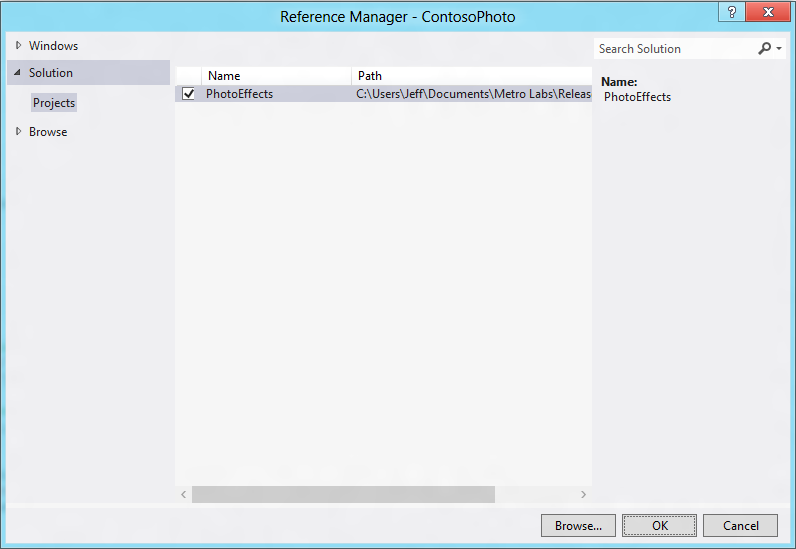 Reference Manager - ContosoPhoto
?
Windows
Solution
Projects
Browse
Name
Path
PhotoEffects
C:\Users\Jeff\Documents\Metro Labs\Releas
Search Solution
Name:
PhotoEffects
Browse...
OK
Cancel